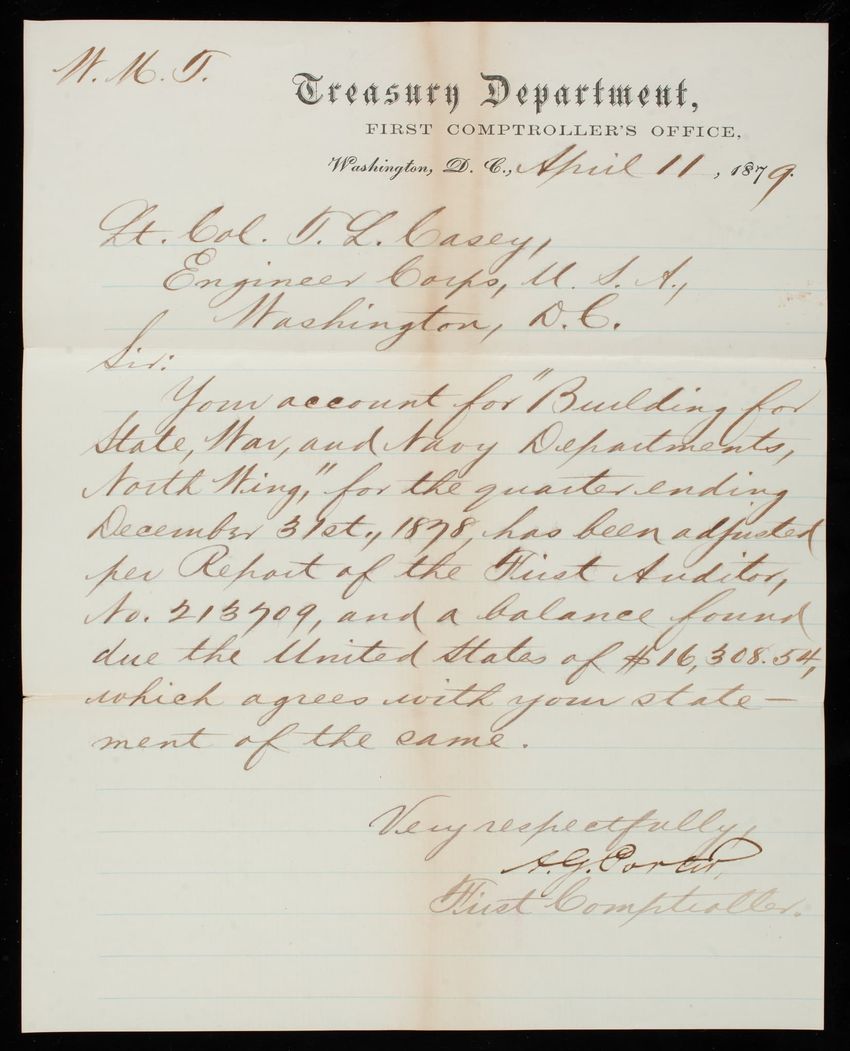 W. M. T.
Treasury Department,
FIRST COMPTROLLER'S OFFICE,
Washington, D. C., April 11, 1879.
Lt. Col. T. L. Casey,
Engineer Corps, U. S. A.,
Washington, D.C.
Sir:
Your account for "Building for
State, War, and Navy Departments,
North Wing," for the quarter ending
December 31st., 1878, has been adjusted
per Report of the First Auditor,
No. 213709, and a balance found
due the United States of $16,308.54,
which agrees with your state-
ment of the same.
Very respectfully,
A. G. Porter,
First Comptroller.